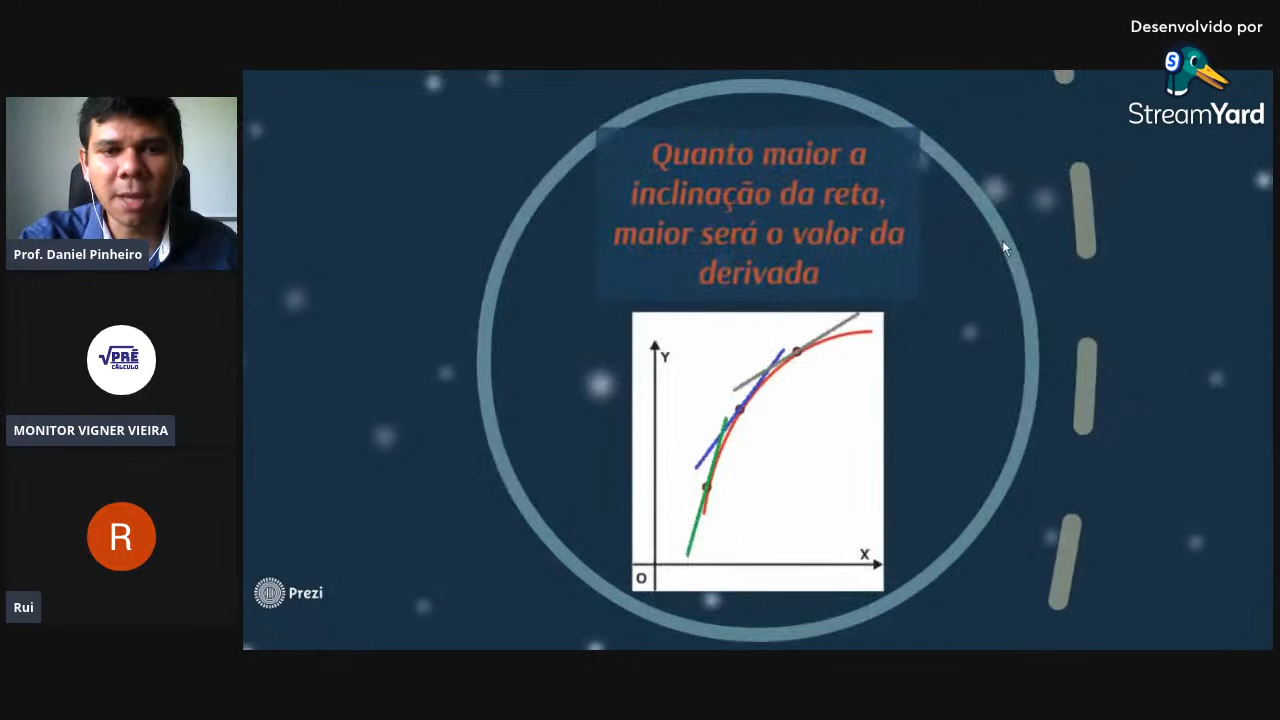 Desenvolvido por
S
StreamYard
Prof. Daniel Pinheiro
√PRÉ
CÁLCULO
MONITOR VIGNER VIEIRA
R
Rui
Quanto maior a
inclinação da reta,
maior será o valor da
derivada
Y
X
O
Prezi